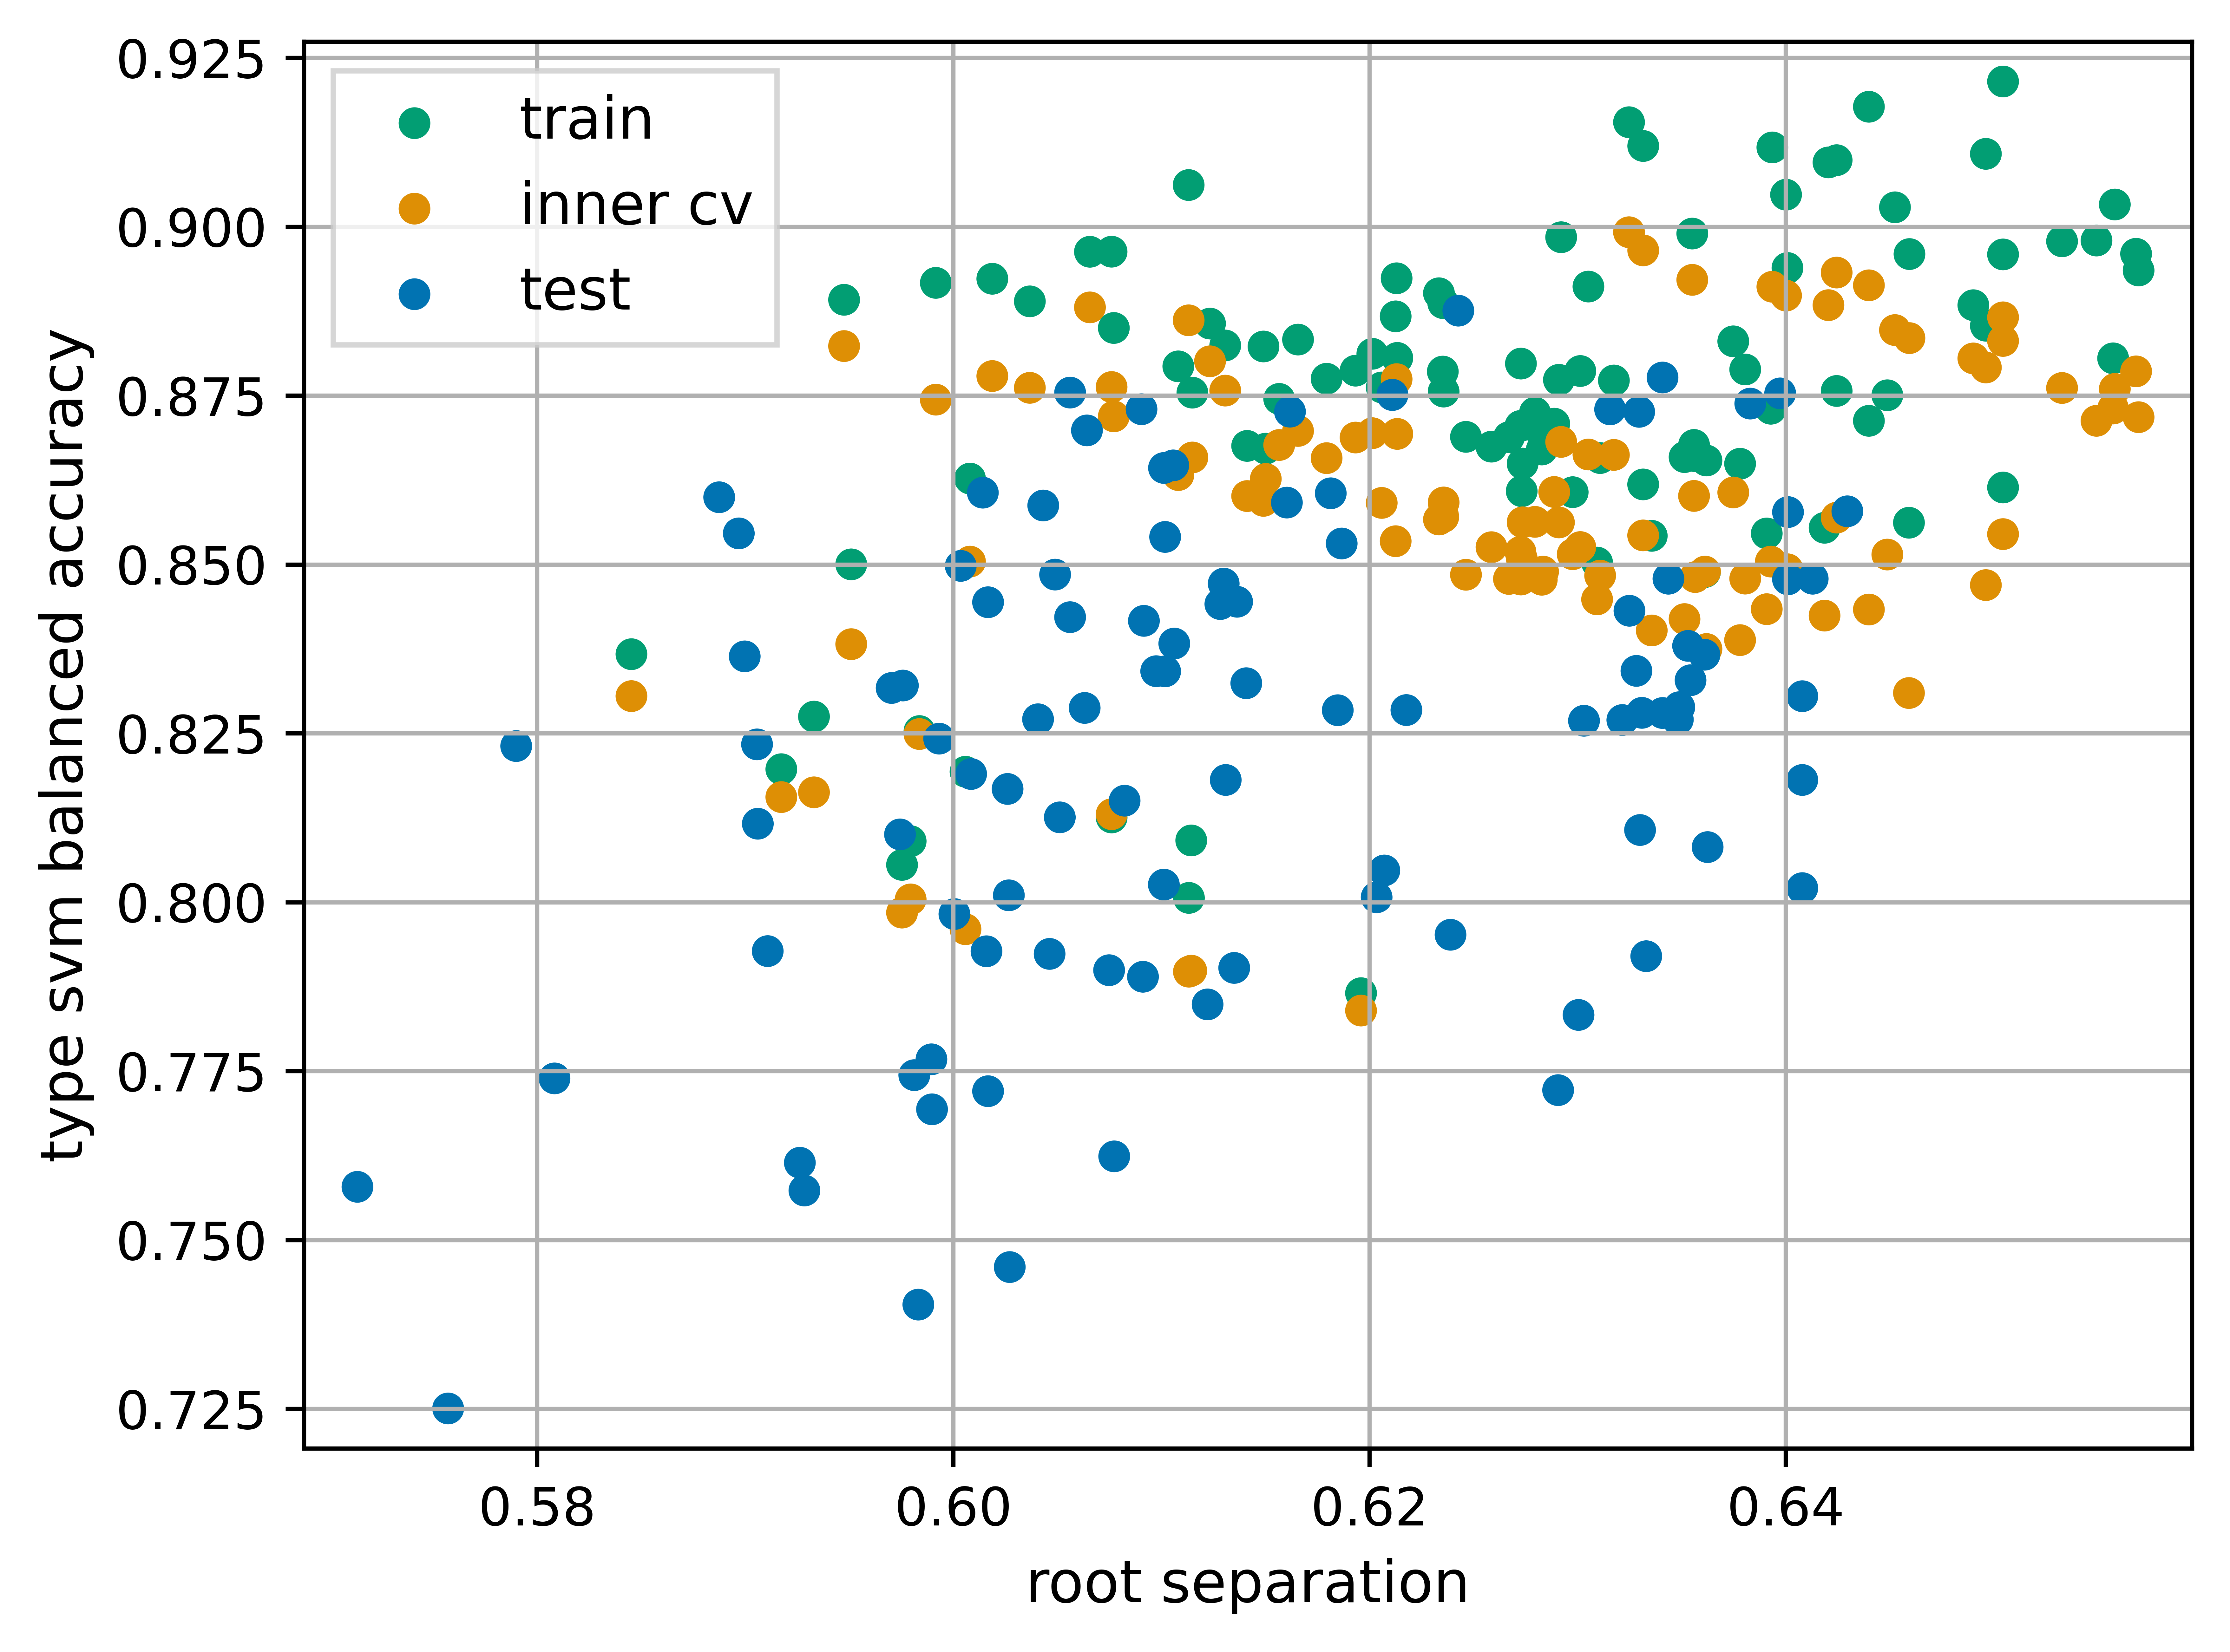 0.925
0.900
0.875
0.850
0.825
0.800
0.775
0.750
0.725
type svm balanced accuracy
train
inner cv
test
0.58 0.60 0.62 0.64
root separation